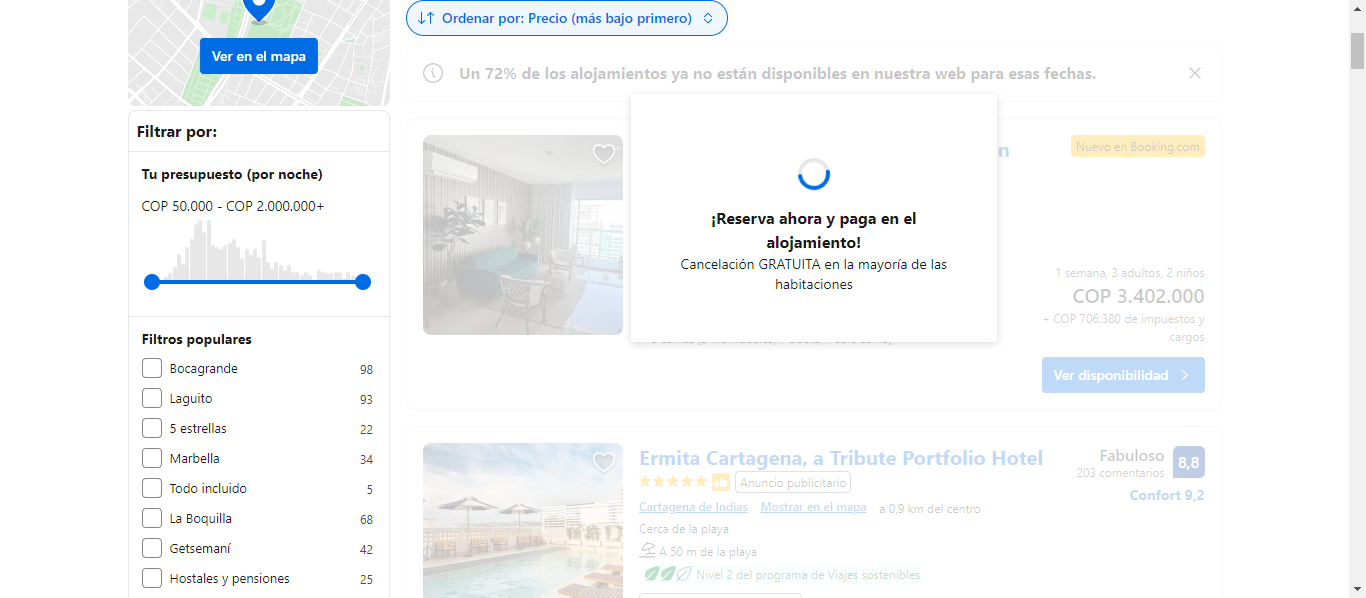 Ver en el mapa
Filtrar por:
Tu presupuesto (por noche)
COP 50.000 - COP 2.000.000+
Filtros populares
Bocagrande 98
Laguito 93
5 estrellas 22
Marbella 34
Todo incluido 5
La Boquilla 68
Getsemaní 42
Hostales y pensiones 25
Ordenar por: Precio (más bajo primero)
Un 72% de los alojamientos ya no están disponibles en nuestra web para esas fechas.
¡Reserva ahora y paga en el
alojamiento!
Cancelación GRATUITA en la mayoría de las
habitaciones
Nuevo en Booking.com
1 semana, 3 adultos, 2 niños
COP 3.402.000
+ COP 706.380 de impuestos y
cargos
Ver disponibilidad
Ermita Cartagena, a Tribute Portfolio Hotel
Anuncio publicitario
Fabuloso
203 comentarios
8,8
Confort 9,2
Cartagena de Indias Mostrar en el mapa a 0,9 km del centro
Cerca de la playa
A 50 m de la playa
Nivel 2 del programa de Viajes sostenibles